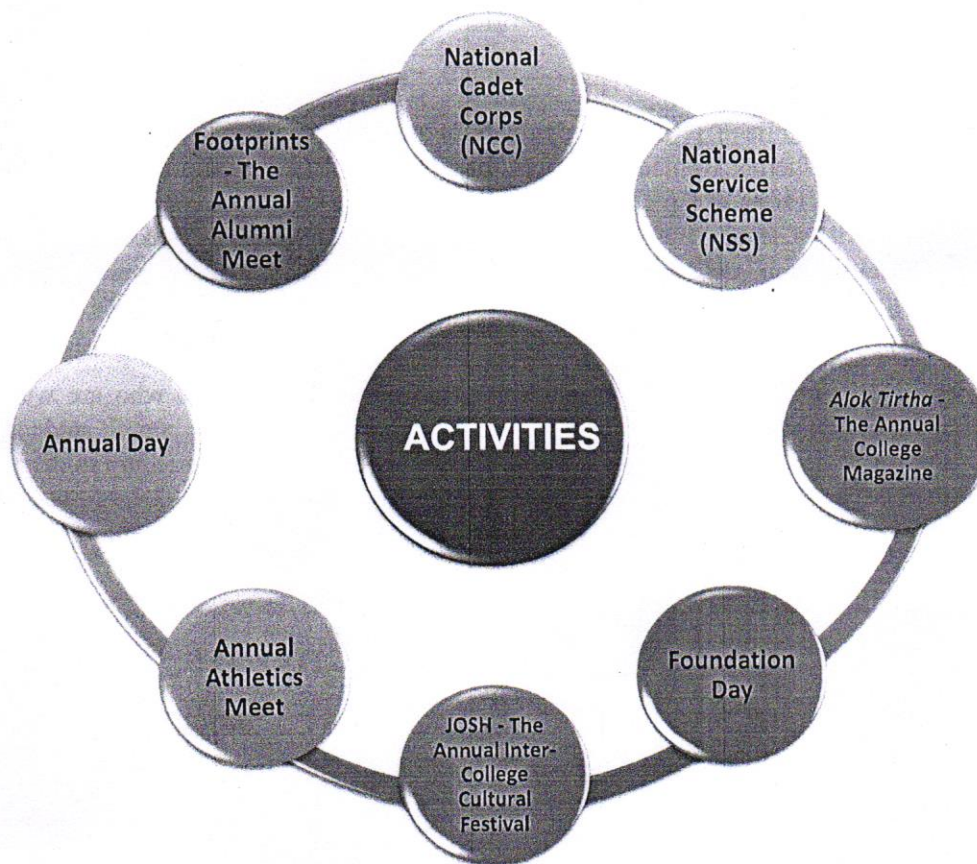 National
Cadet
Corps
(NCC)
National
Service
Scheme
(NSS)
Alok Tirtha -
The Annual
College
Magazine
Foundation
Day
JOSH - The
Annual Inter-
College
Cultural
Festival
Annual
Athletics
Meet
Annual Day
Footprints
- The
Annual
Alumni
Meet
ACTIVITIES